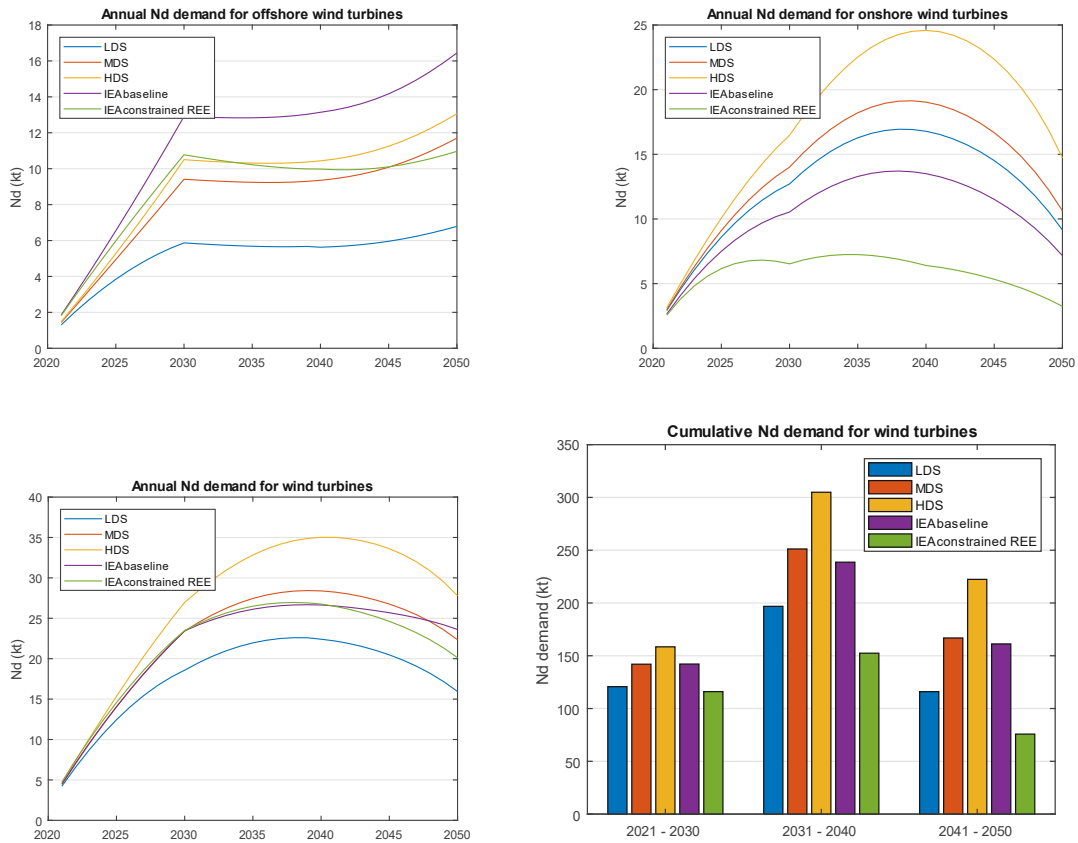 Annual Nd demand for offshore wind turbines
18
16
14
12
10
8
6
4
2
0
Nd (kt)
LDS
MDS
HDS
IEAbaseline
IEAconstrained REE
2020 2025 2030 2035 2040 2045 2050
Annual Nd demand for onshore wind turbines
25
20
15
10
5
0
Nd (kt)
LDS
MDS
HDS
IEAbaseline
IEAconstrained REE
2020 2025 2030 2035 2040 2045 2050
Annual Nd demand for wind turbines
40
35
30
25
20
15
10
5
0
Nd (kt)
LDS
MDS
HDS
IEAbaseline
IEAconstrained REE
2020 2025 2030 2035 2040 2045 2050
Cumulative Nd demand for wind turbines
350
300
250
200
150
100
50
0
Nd demand (kt)
LDS
MDS
HDS
IEAbaseline
IEAconstrained REE
2021 - 2030 2031 - 2040 2041 - 2050